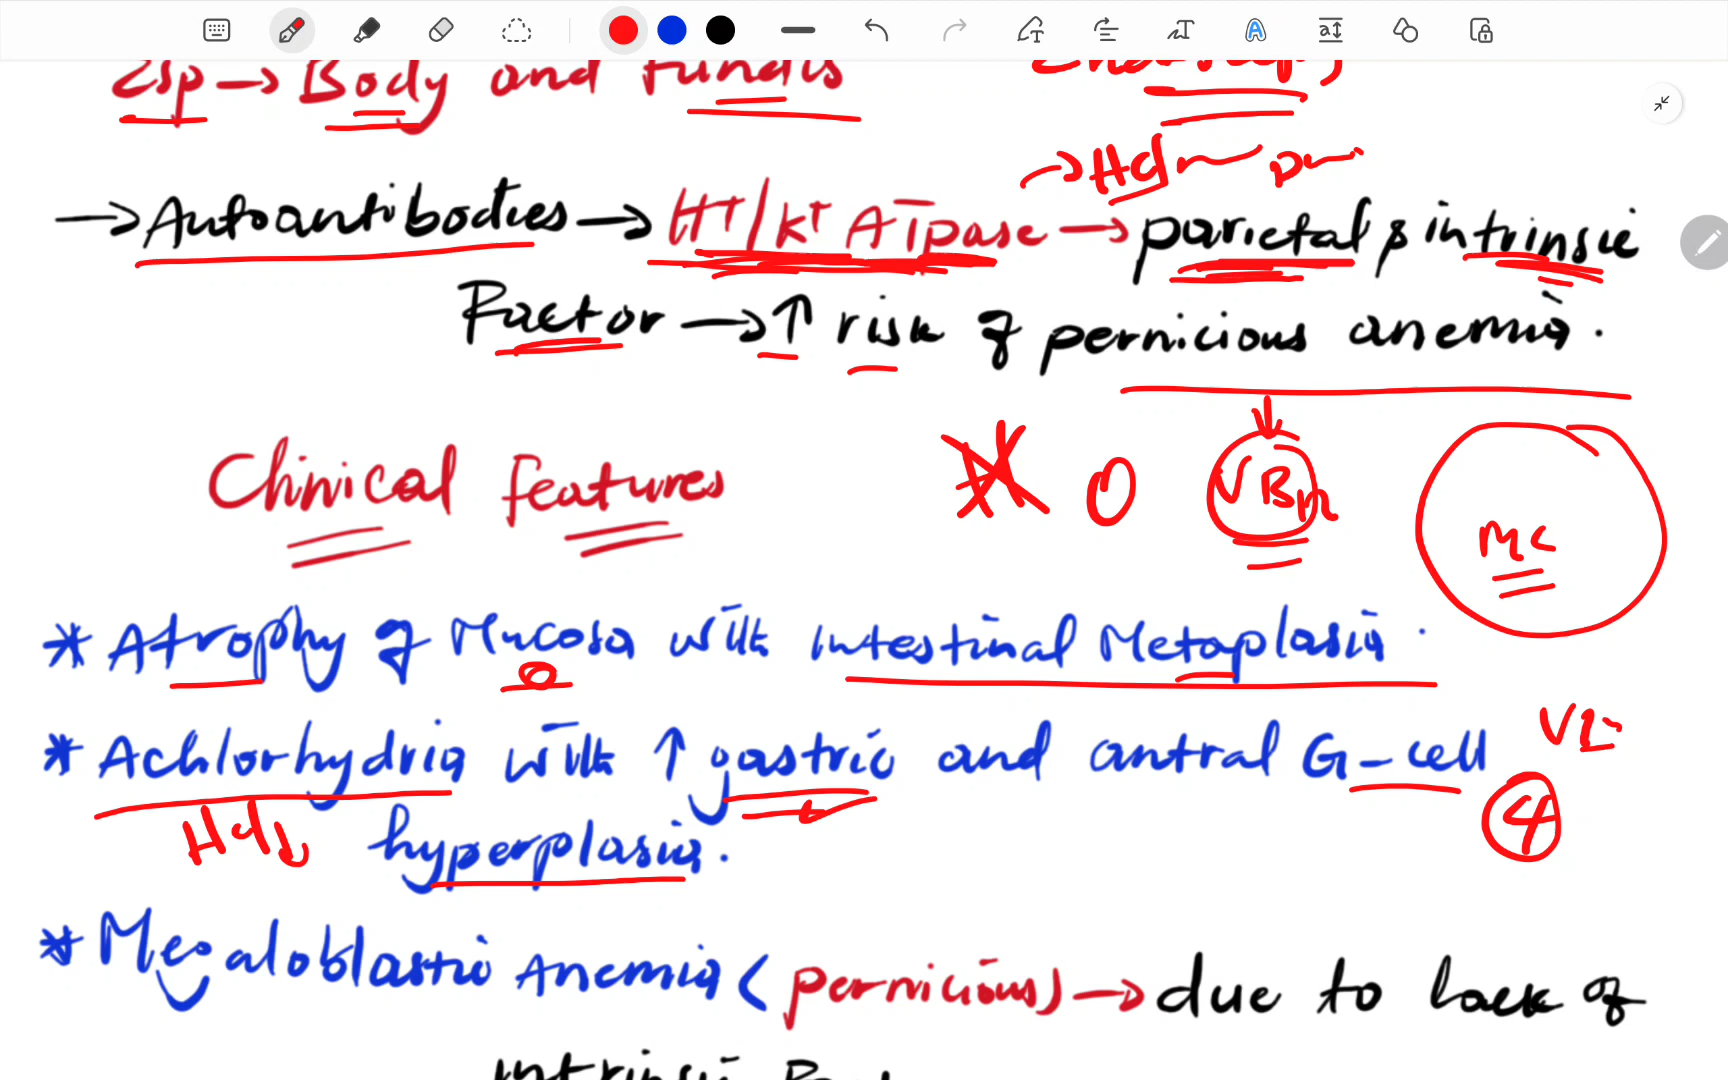 Esp → Body and Fundus
→ Hcl
→ Autoantibodies → H+/K+ ATpase → parietal & intrinsic
Factor → ↑ risk of pernicious anemia.
Clinical features
VB12
MC
* Atrophy of Mucosa with intestinal Metaplasia.
* Achlorhydria with ↑ gastric and antral G-cell
Hcl↓ hyperplasia.
4
* Megaloblastic Anemia (pernicious) → due to lack of
intrinsic